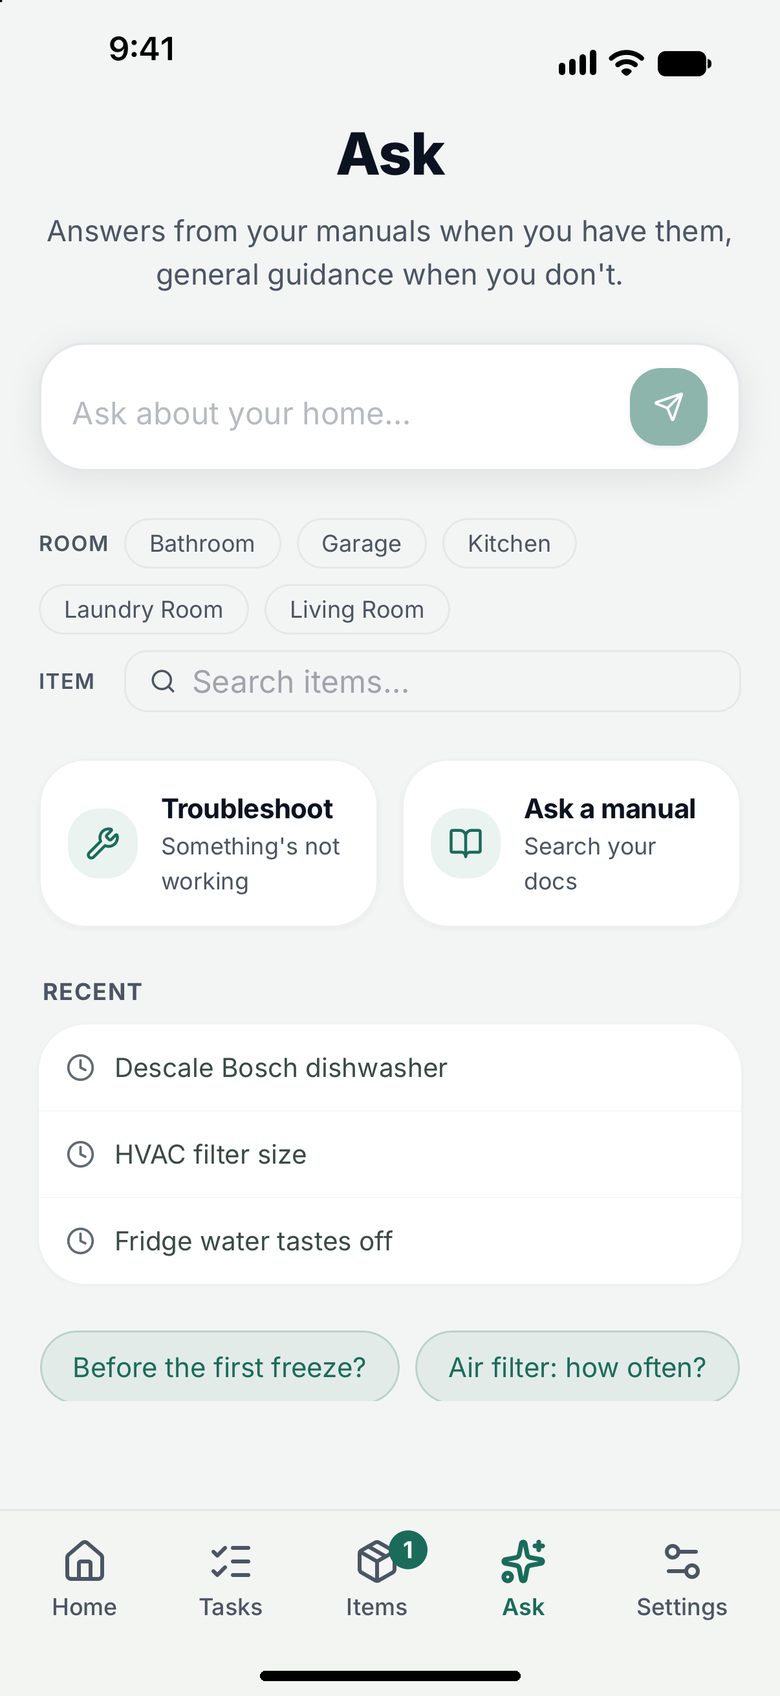 9:41
Ask
Answers from your manuals when you have them,
general guidance when you don't.
Ask about your home...
ROOM Bathroom Garage Kitchen
Laundry Room Living Room
ITEM Search items...
Troubleshoot
Something's not
working
Ask a manual
Search your
docs
RECENT
Descale Bosch dishwasher
HVAC filter size
Fridge water tastes off
Before the first freeze? Air filter: how often?
1
Home Tasks Items Ask Settings